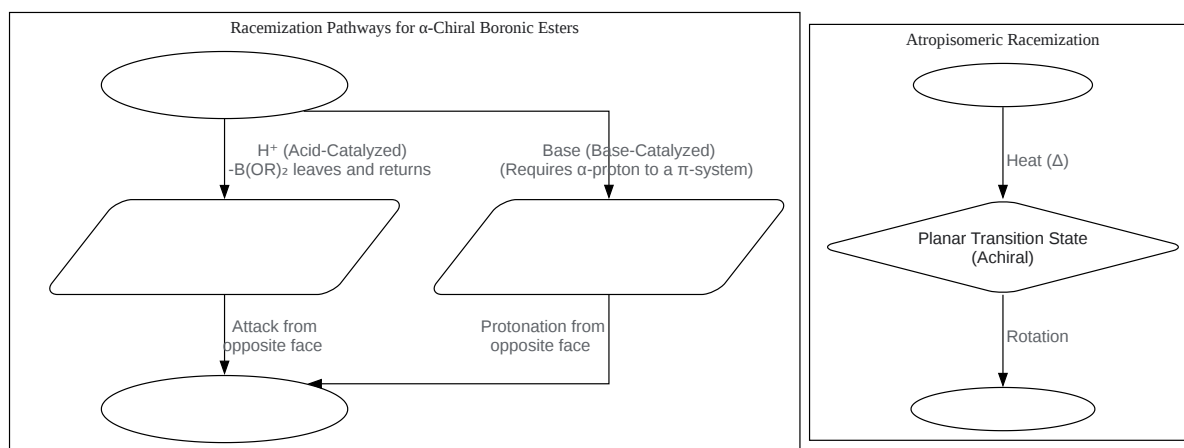 Racemization Pathways for α-Chiral Boronic Esters
H⁺ (Acid-Catalyzed)
-B(OR)₂ leaves and returns
Base (Base-Catalyzed)
(Requires α-proton to a π-system)
Attack from
opposite face
Protonation from
opposite face
Atropisomeric Racemization
Heat (Δ)
Planar Transition State
(Achiral)
Rotation